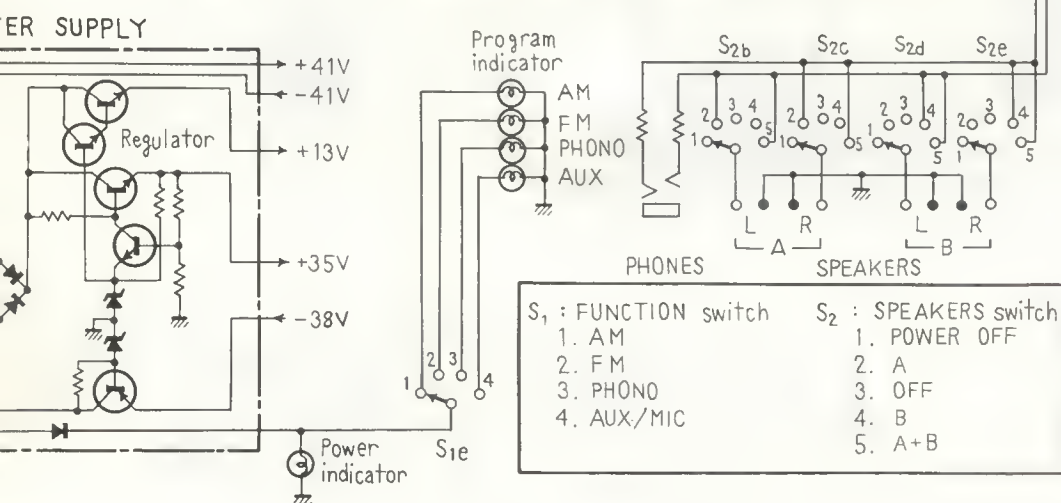 ER SUPPLY
+41V
-41V
Regulator
+13V
+35V
-38V
Program
indicator
AM
FM
PHONO
AUX
1 2 3 4
S1e
Power
indicator
S2b S2c S2d S2e
1 2 3 4 5 1 2 3 4 5 1 2 3 4 5 1 2 3 4 5
L R L R
A B
PHONES SPEAKERS
S1 : FUNCTION switch
1. AM
2. FM
3. PHONO
4. AUX/MIC
S2 : SPEAKERS switch
1. POWER OFF
2. A
3. OFF
4. B
5. A+B